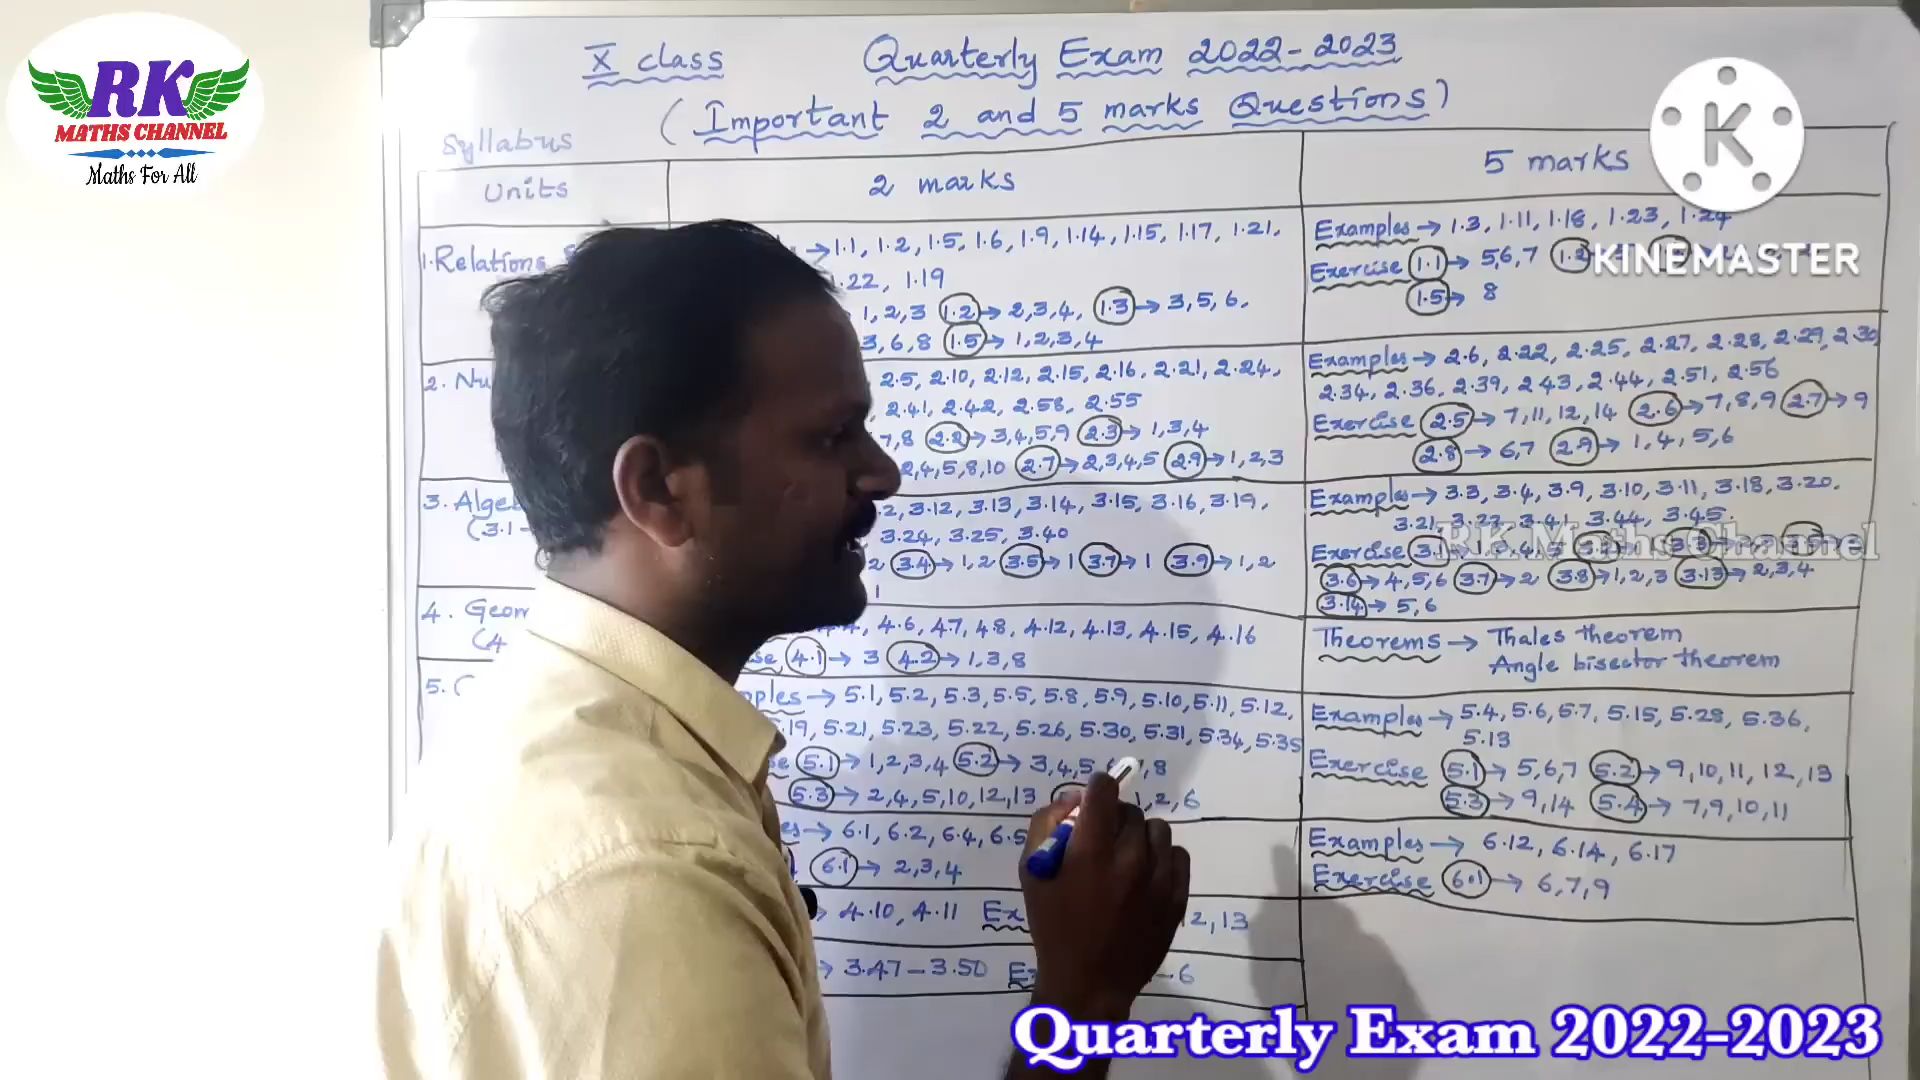 RK
MATHS CHANNEL
Maths For All
X class Quarterly Exam 2022-2023
(Important 2 and 5 marks Questions)
Syllabus
Units
2 marks
5 marks
1. Relations
→ 1.1, 1.2, 1.5, 1.6, 1.9, 1.14, 1.15, 1.17, 1.21,
.22, 1.19
1, 2, 3 (1.2)→ 2,3,4, (1.3)→ 3, 5, 6,
3, 6, 8 (1.5)→ 1,2,3,4
Examples → 1.3, 1.11, 1.18, 1.23, 1.24
Exercise (1.1)→ 5,6,7 (1.2)
(1.5)→ 8
2. Nu
2.5, 2.10, 2.12, 2.15, 2.16, 2.21, 2.24,
, 2.41, 2.42, 2.58, 2.55
7,8 (2.2)→ 3,4,5,9 (2.3)→ 1,3,4
2,4,5,8,10 (2.7)→ 2,3,4,5 (2.9)→ 1,2,3
Examples → 2.6, 2.22, 2.25, 2.27, 2.28, 2.29, 2.30
2.34, 2.36, 2.39, 2.43, 2.44, 2.51, 2.56
Exercise (2.5)→ 7,11,12,14 (2.6)→ 7,8,9 (2.7)→ 9
(2.8)→ 6,7 (2.9)→ 1,4,5,6
3. Algeb
(3.1-
.2, 3.12, 3.13, 3.14, 3.15, 3.16, 3.19,
3.24, 3.25, 3.40
2 (3.4)→ 1,2 (3.5)→ 1 (3.7)→ 1 (3.9)→ 1,2
1
Examples → 3.3, 3.4, 3.9, 3.10, 3.11, 3.18, 3.20,
3.21, 3.41, 3.44, 3.45.
Exercise (3.1)
(3.6)→ 4,5,6 (3.7)→ 2 (3.8)→ 1,2,3 (3.13)→ 2,3,4
(3.14)→ 5,6
4. Geom
(4
4.6, 4.7, 4.8, 4.12, 4.13, 4.15, 4.16
se (4.1)→ 3 (4.2)→ 1,3,8
Theorems → Thales theorem
Angle bisector theorem
5. C
ples → 5.1, 5.2, 5.3, 5.5, 5.8, 5.9, 5.10, 5.11, 5.12,
.19, 5.21, 5.23, 5.22, 5.26, 5.30, 5.31, 5.34, 5.35
se (5.1)→ 1,2,3,4 (5.2)→ 3,4,5, ,8
(5.3)→ 2,4,5,10,12,13 1,2,6
Examples → 5.4, 5.6, 5.7, 5.15, 5.28, 5.36,
5.13
Exercise (5.1)→ 5,6,7 (5.2)→ 9,10,11,12,13
(5.3)→ 9,14 (5.4)→ 7,9,10,11
es → 6.1, 6.2, 6.4, 6.5
(6.1)→ 2,3,4
Examples → 6.12, 6.14, 6.17
Exercise (6.1)→ 6,7,9
→ 4.10, 4.11 Ex 12,13
→ 3.47-3.50 Ex -6
K
KINEMASTER
RK Maths Channel
Quarterly Exam 2022-2023